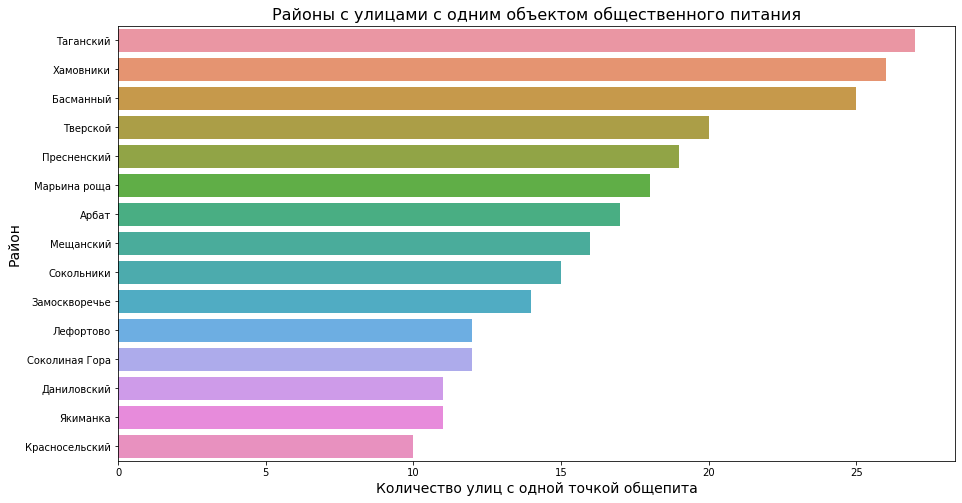 Районы с улицами с одним объектом общественного питания
Район
Таганский
Хамовники
Басманный
Тверской
Пресненский
Марьина роща
Арбат
Мещанский
Сокольники
Замоскворечье
Лефортово
Соколиная Гора
Даниловский
Якиманка
Красносельский
0 5 10 15 20 25
Количество улиц с одной точкой общепита